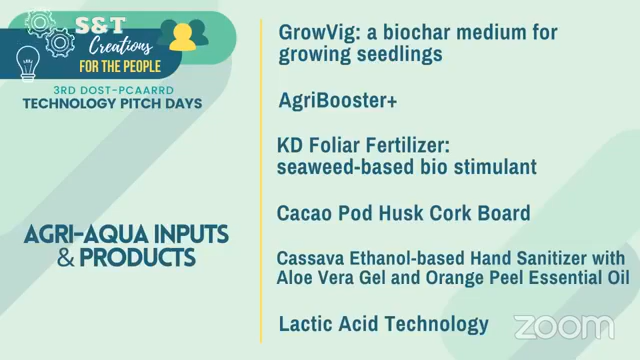 S&T
Creations
FOR THE PEOPLE
3RD DOST-PCAARRD
TECHNOLOGY PITCH DAYS
AGRI-AQUA INPUTS
& PRODUCTS
GrowVig: a biochar medium for
growing seedlings
AgriBooster+
KD Foliar Fertilizer:
seaweed-based bio stimulant
Cacao Pod Husk Cork Board
Cassava Ethanol-based Hand Sanitizer with
Aloe Vera Gel and Orange Peel Essential Oil
Lactic Acid Technology
zoom